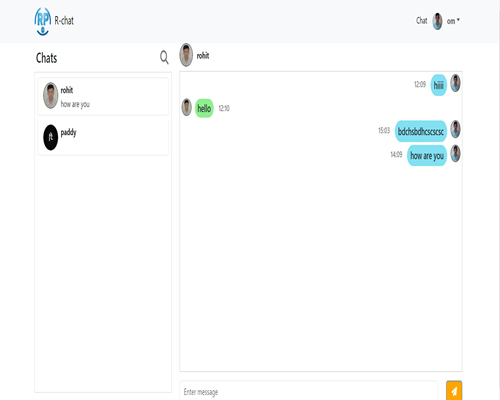 RP R-chat
Chat om
Chats
rohit
how are you
paddy
rohit
12:09 hiiii
hello 12:10
15:03 bdchsbdhcscscsc
14:09 how are you
Enter message